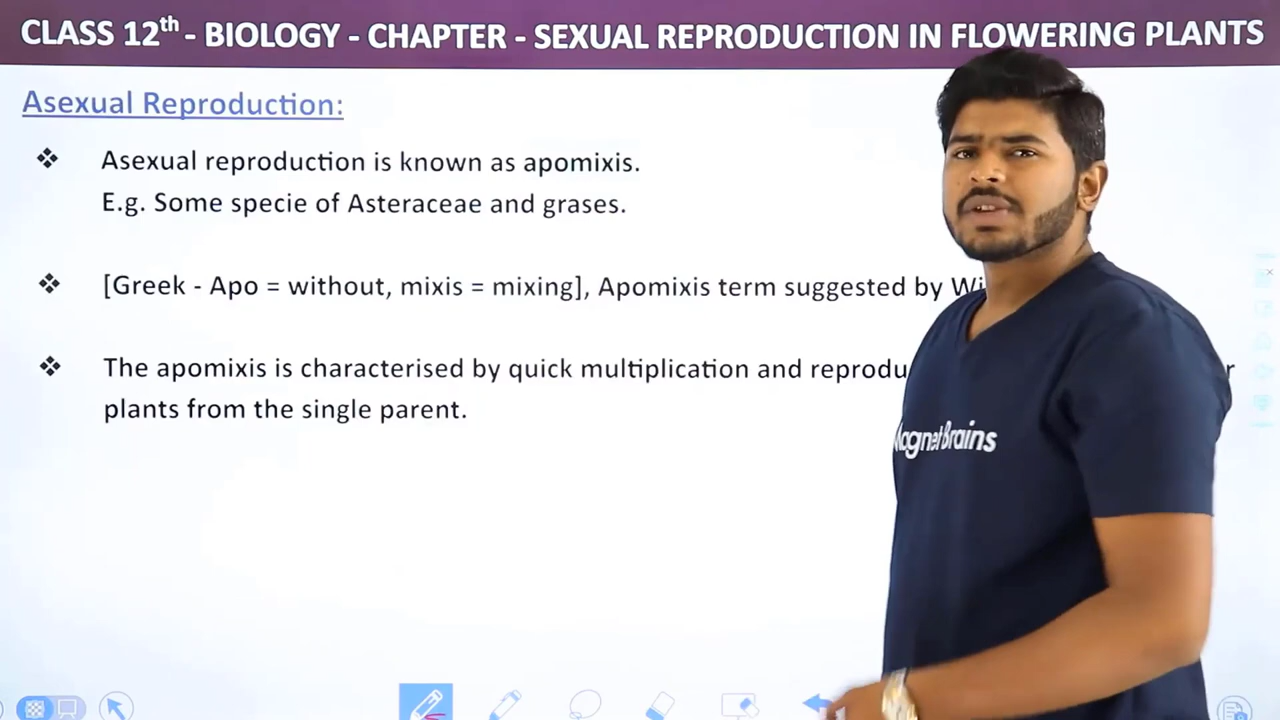 CLASS 12th - BIOLOGY - CHAPTER - SEXUAL REPRODUCTION IN FLOWERING PLANTS
Asexual Reproduction:
❖ Asexual reproduction is known as apomixis.
E.g. Some specie of Asteraceae and grases.
❖ [Greek - Apo = without, mixis = mixing], Apomixis term suggested by
❖ The apomixis is characterised by quick multiplication and
plants from the single parent.
MagnetBrains